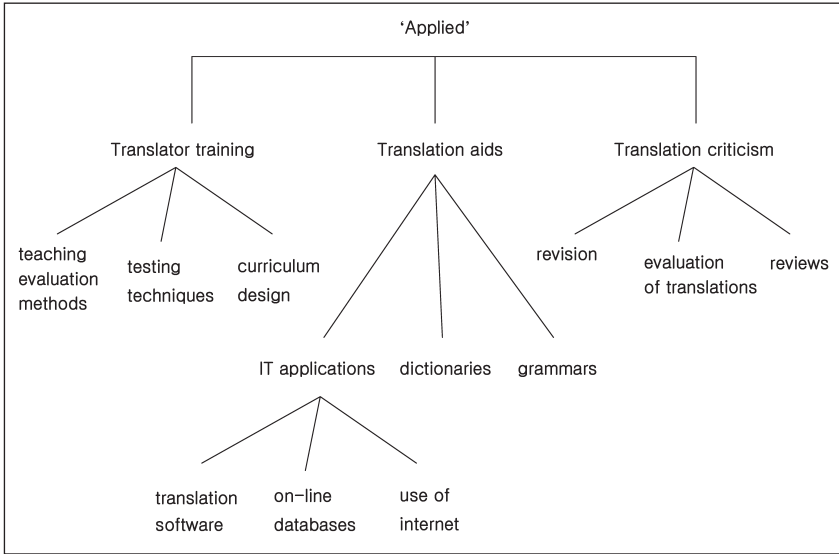 ‘Applied’
Translator training
Translation aids
Translation criticism
teaching
evaluation
methods
testing
techniques
curriculum
design
revision
evaluation
of translations
reviews
IT applications
dictionaries
grammars
translation
software
on-line
databases
use of
internet